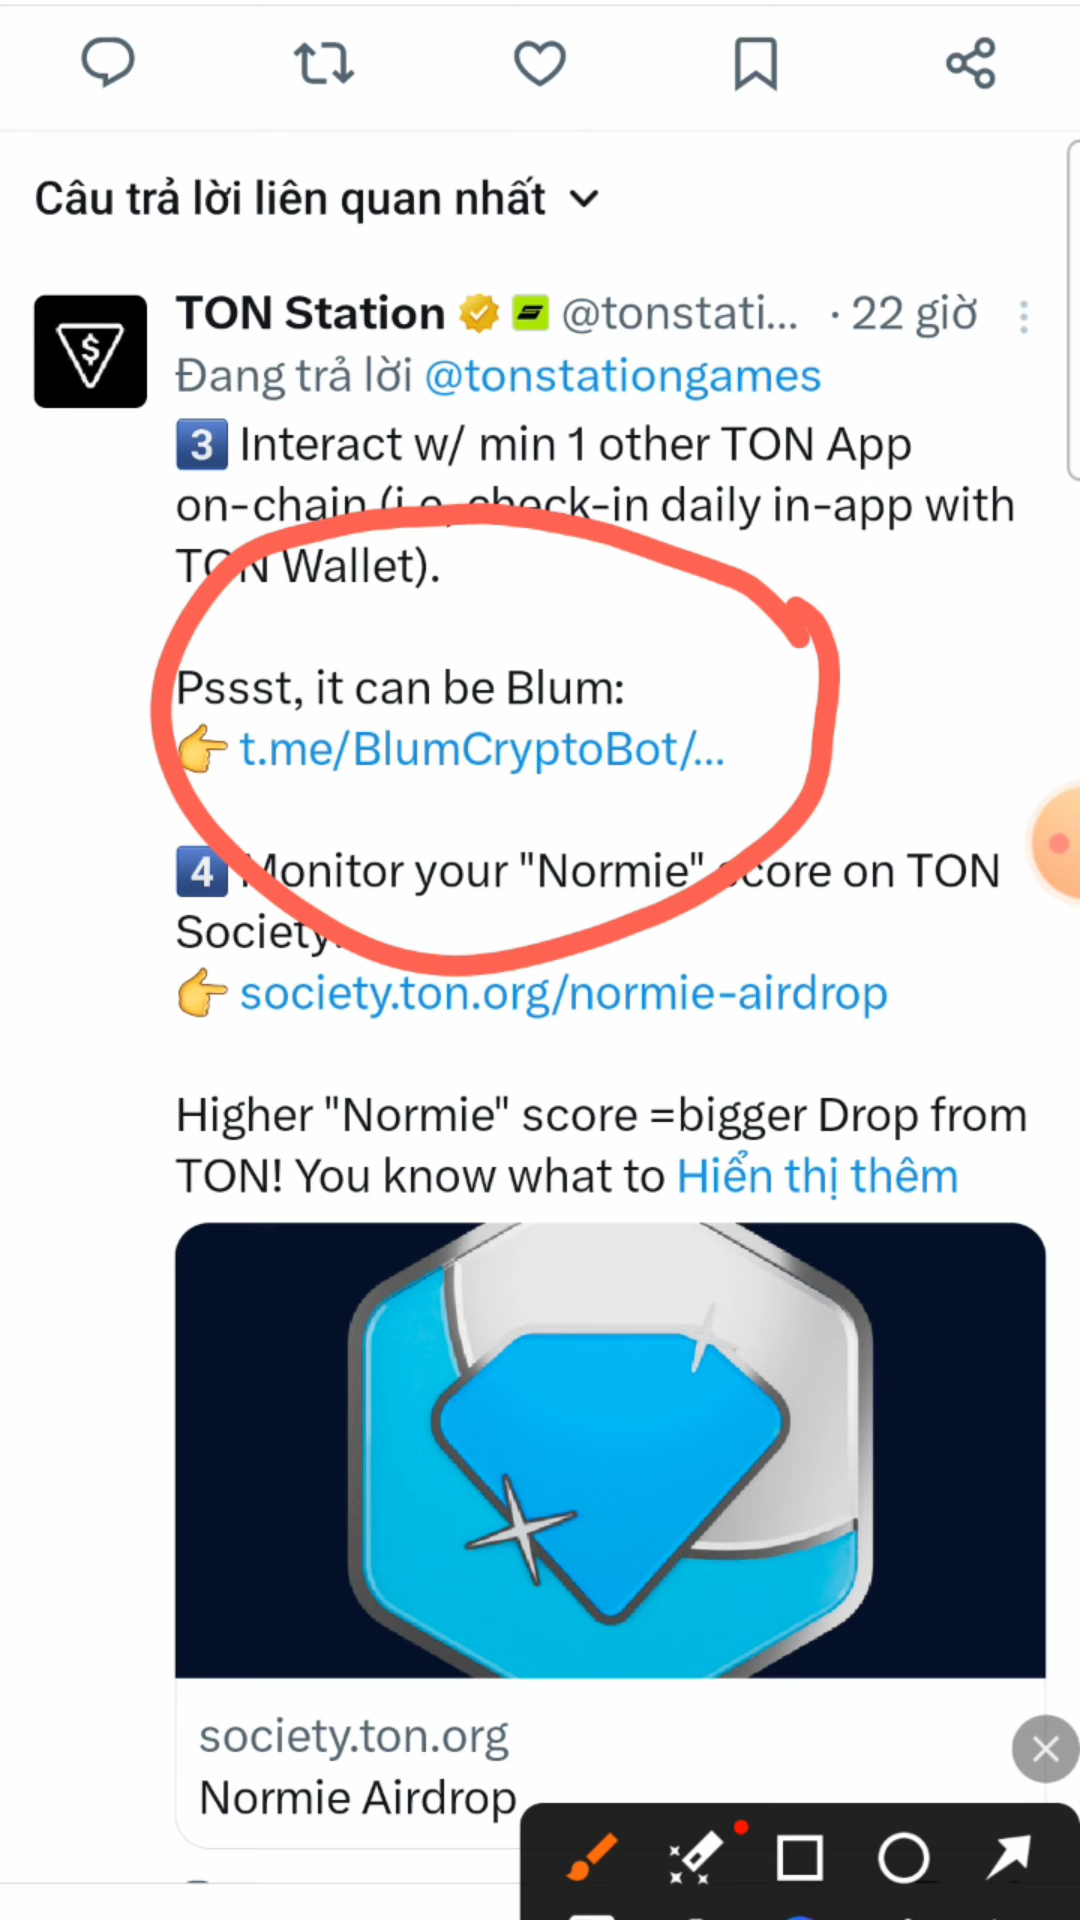 Câu trả lời liên quan nhất
TON Station @tonstati... · 22 giờ
Đang trả lời @tonstationgames
3 Interact w/ min 1 other TON App
on-chain (i.e, check-in daily in-app with
TON Wallet).
Pssst, it can be Blum:
👉 t.me/BlumCryptoBot/...
4 Monitor your "Normie" score on TON
Society.
👉 society.ton.org/normie-airdrop
Higher "Normie" score =bigger Drop from
TON! You know what to Hiển thị thêm
society.ton.org
Normie Airdrop